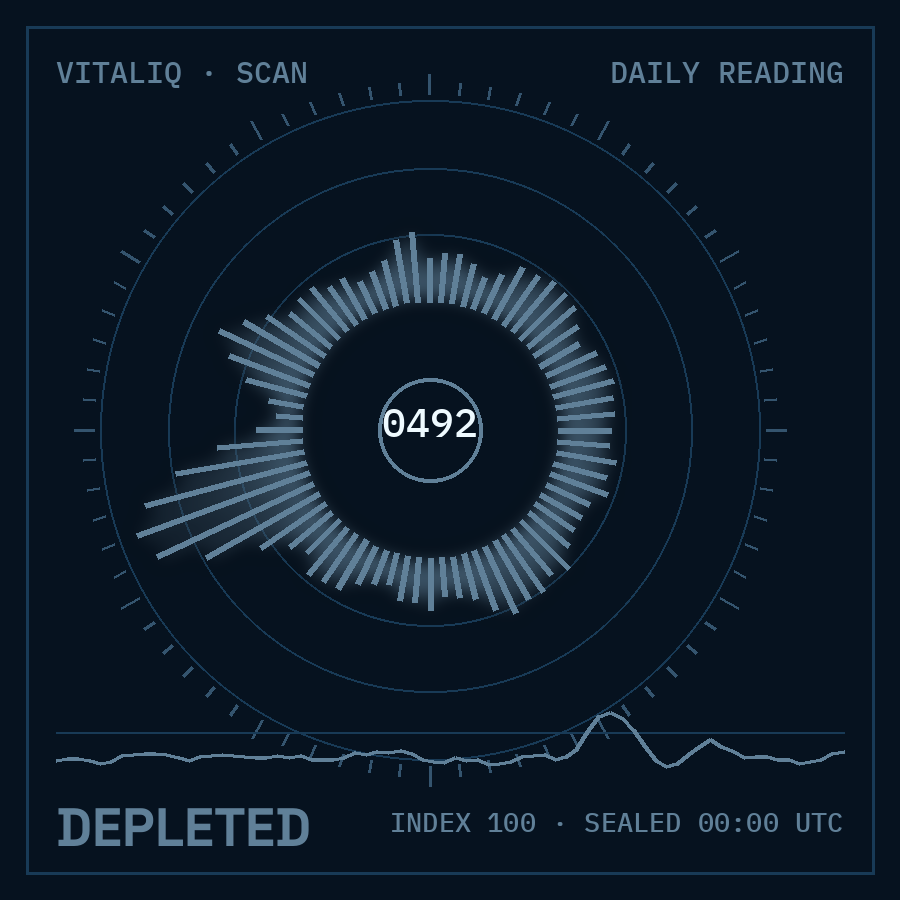 VITALIQ · SCAN
DAILY READING
0492
DEPLETED
INDEX 100 · SEALED 00:00 UTC